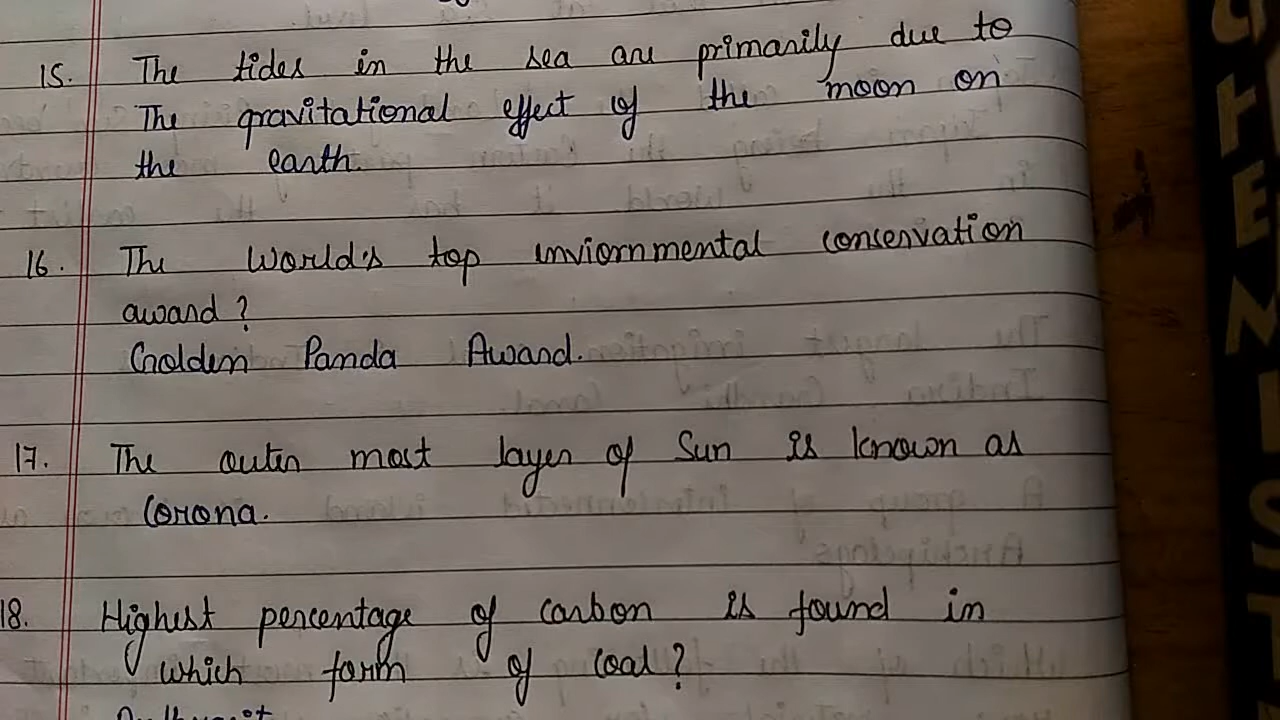 15. The tides in the sea are primarily due to
The gravitational effect of the moon on
the earth.
16. The World's top inviornmental conservation
award?
Golden Panda Award.
17. The outer most layer of Sun is known as
Corona.
18. Highest percentage of carbon is found in
which form of coal?